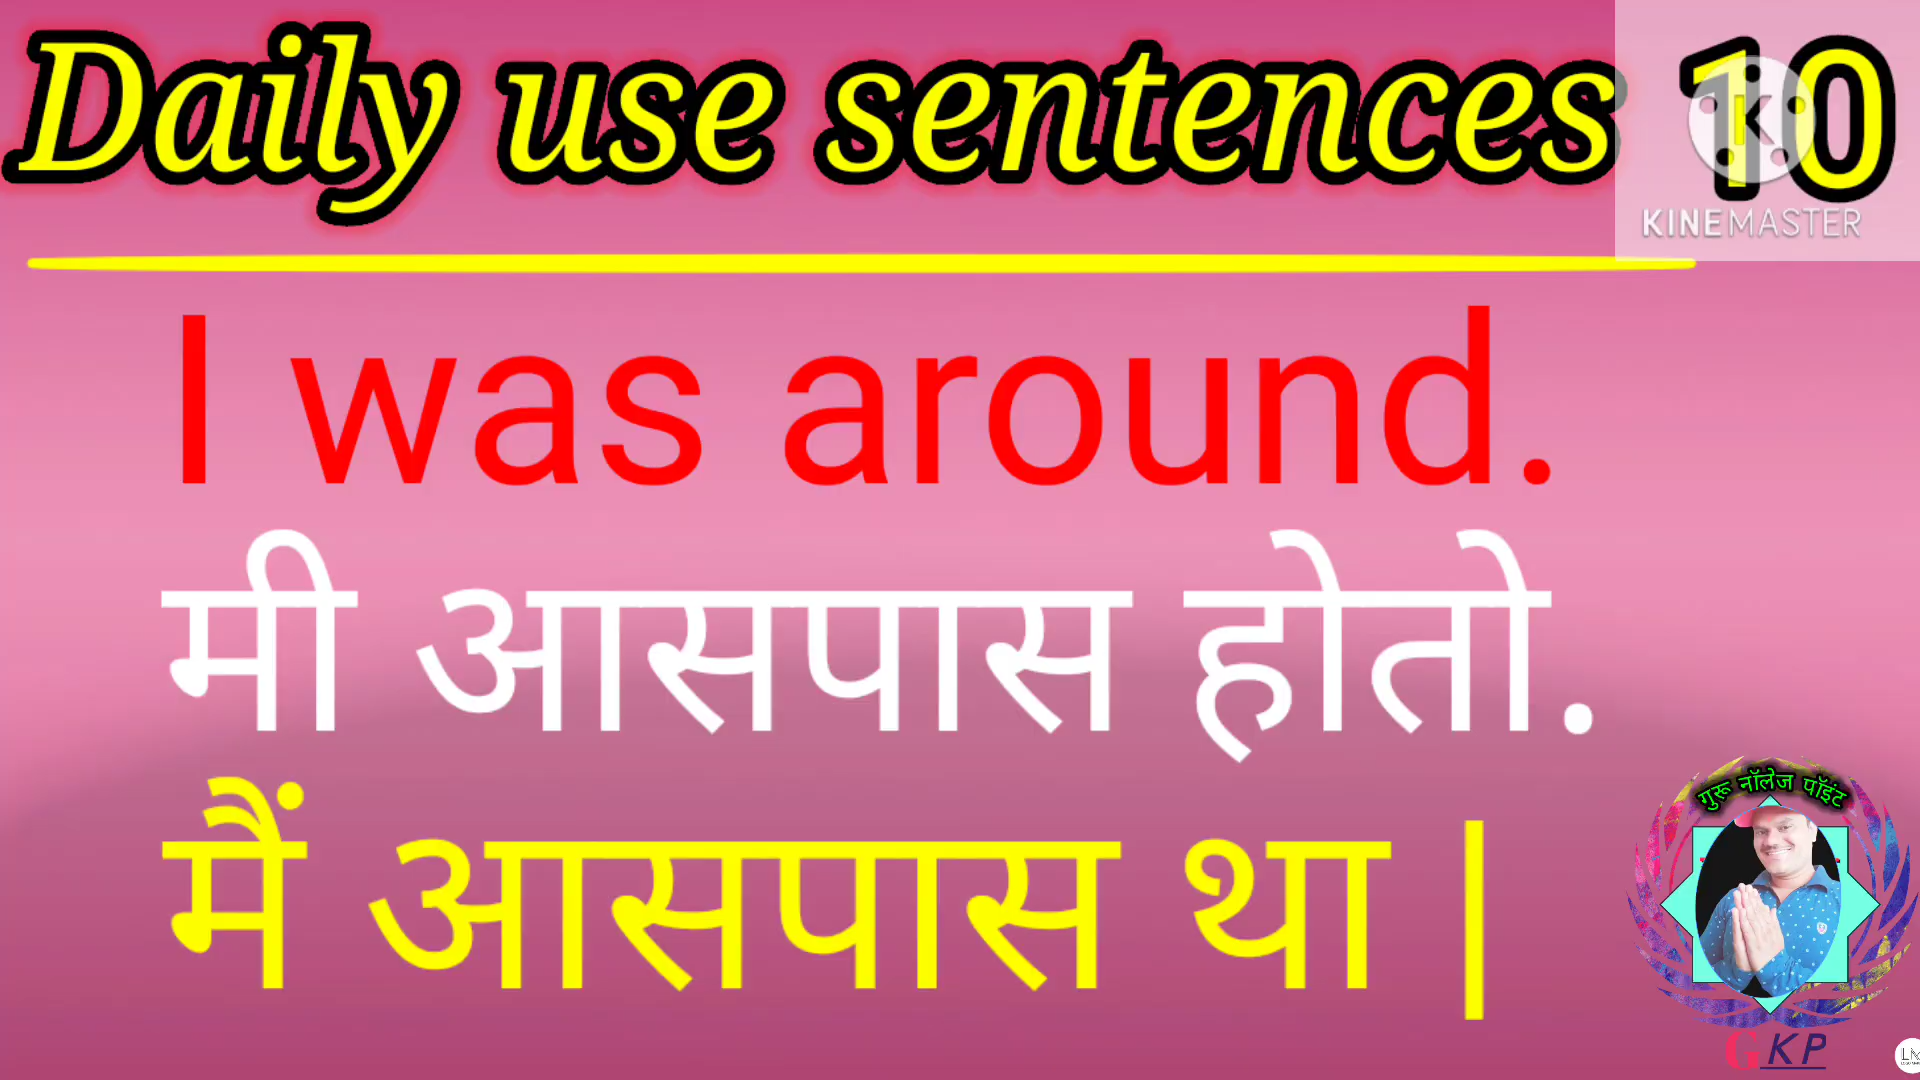 Daily use sentences 10
KINEMASTER
I was around.
मी आसपास होतो.
मैं आसपास था |
गुरू नॉलेज पॉइंट
GKP